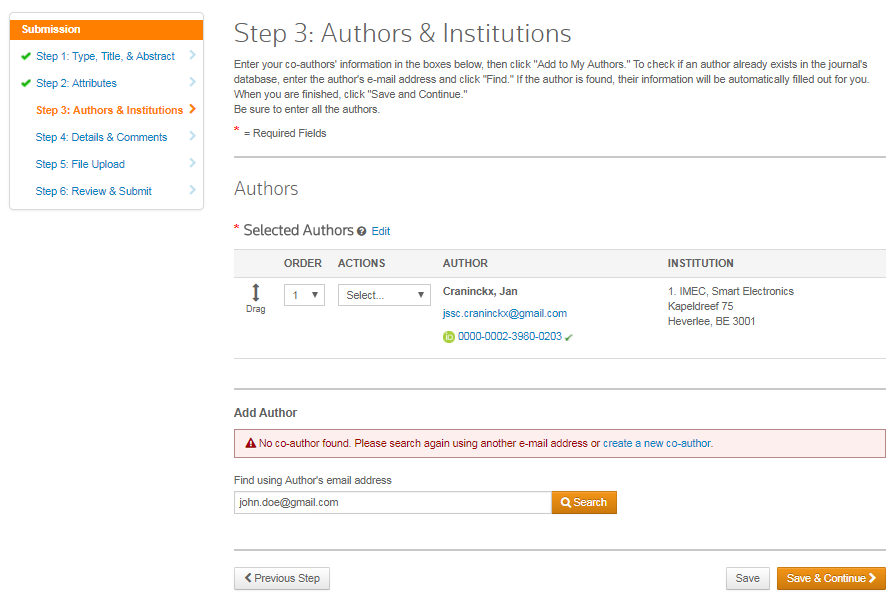 Submission
Step 1: Type, Title, & Abstract
Step 2: Attributes
Step 3: Authors & Institutions
Step 4: Details & Comments
Step 5: File Upload
Step 6: Review & Submit
Step 3: Authors & Institutions
Enter your co-authors' information in the boxes below, then click "Add to My Authors." To check if an author already exists in the journal's
database, enter the author's e-mail address and click "Find." If the author is found, their information will be automatically filled out for you.
When you are finished, click "Save and Continue."
Be sure to enter all the authors.
* = Required Fields
Authors
* Selected Authors ? Edit
ORDER ACTIONS AUTHOR INSTITUTION
Drag
1
Select...
Craninckx, Jan
jssc.craninckx@gmail.com
iD 0000-0002-3980-0203
1. IMEC, Smart Electronics
Kapeldreef 75
Heverlee, BE 3001
Add Author
No co-author found. Please search again using another e-mail address or create a new co-author.
Find using Author's email address
john.doe@gmail.com Search
Previous Step Save Save & Continue